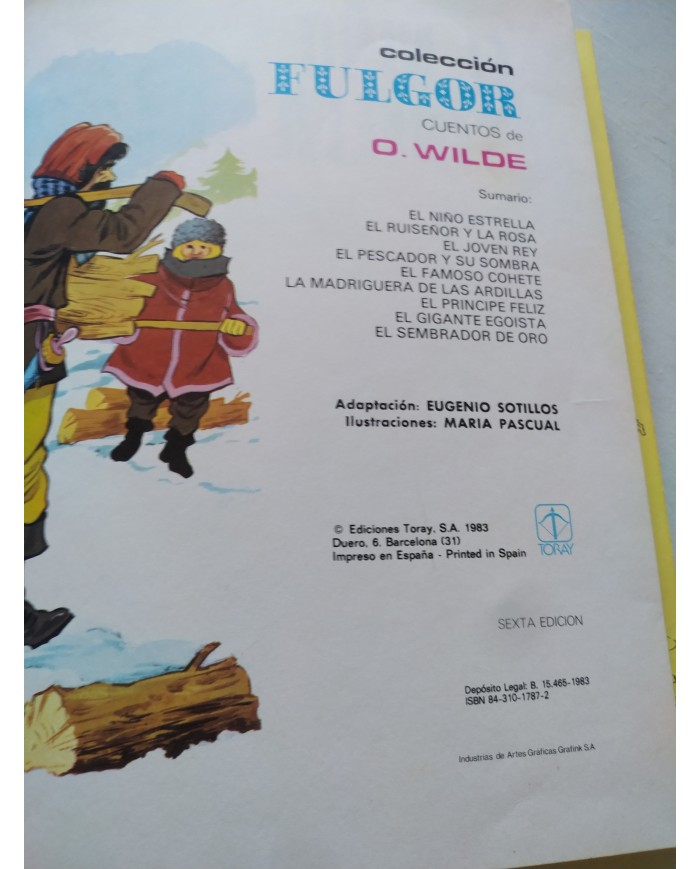 colección
FULGOR
CUENTOS de
O. WILDE
Sumario:
EL NIÑO ESTRELLA
EL RUISEÑOR Y LA ROSA
EL JOVEN REY
EL PESCADOR Y SU SOMBRA
EL FAMOSO COHETE
LA MADRIGUERA DE LAS ARDILLAS
EL PRINCIPE FELIZ
EL GIGANTE EGOISTA
EL SEMBRADOR DE ORO
Adaptación: EUGENIO SOTILLOS
Ilustraciones: MARIA PASCUAL
© Ediciones Toray, S.A. 1983
Duero, 6. Barcelona (31)
Impreso en España - Printed in Spain
TORAY
SEXTA EDICION
Depósito Legal: B. 15.465-1983
ISBN 84-310-1787-2
Industrias de Artes Gráficas Grafink S.A